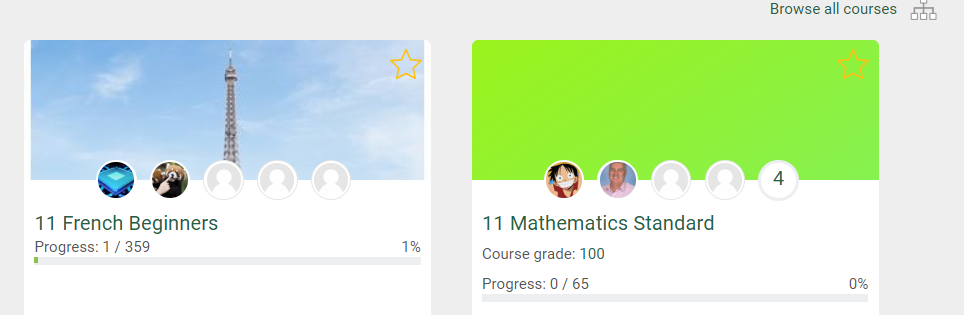 Browse all courses
11 French Beginners
Progress: 1 / 359
1%
4
11 Mathematics Standard
Course grade: 100
Progress: 0 / 65
0%